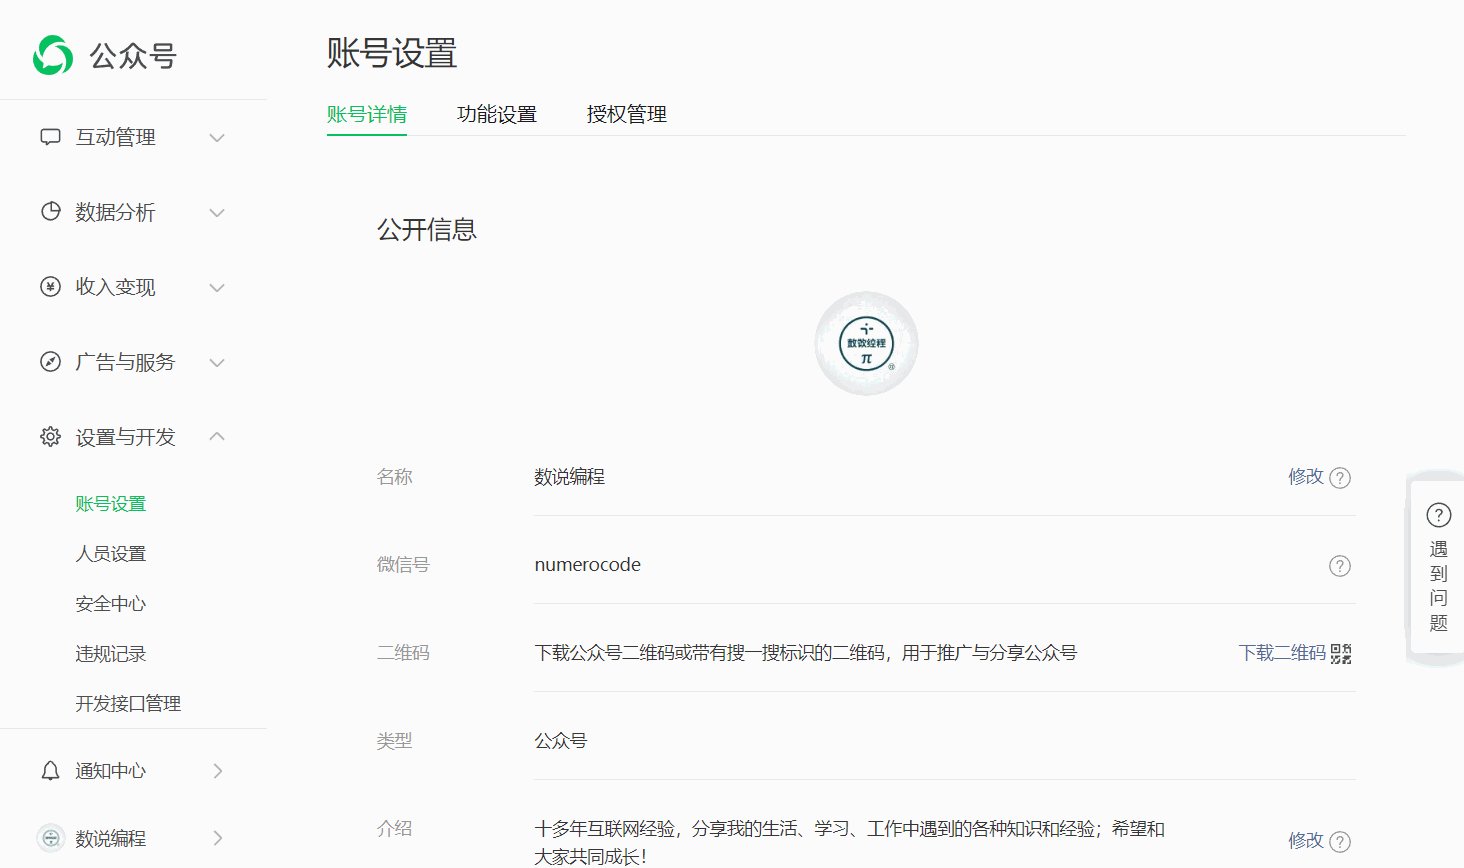 公众号
互动管理
数据分析
收入变现
广告与服务
设置与开发
账号设置
人员设置
安全中心
违规记录
开发接口管理
通知中心
数说编程
账号设置
账号详情 功能设置 授权管理
公开信息
π
®
名称 数说编程 修改 ?
微信号 numerocode ?
二维码 下载公众号二维码或带有搜一搜标识的二维码，用于推广与分享公众号 下载二维码
类型 公众号
介绍 十多年互联网经验，分享我的生活、学习、工作中遇到的各种知识和经验；希望和
大家共同成长！ 修改 ?
?
遇
到
问
题